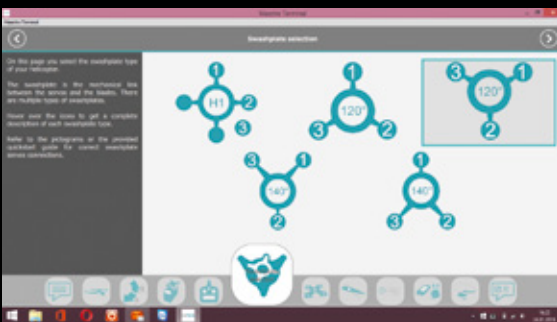 Swashplate selection
On this page you select the swashplate type
of your helicopter.
The swashplate is the mechanical link
between the servos and the blades. There
are multiple types of swashplates.
Hover over the icons to get a complete
description of each swashplate type.
Refer to the pictograms or the provided
quickstart guide for correct swashplate
servo connections.
1
H1
2
3
1
120°
3
2
3
1
120°
2
3
1
140°
2
1
140°
3
2